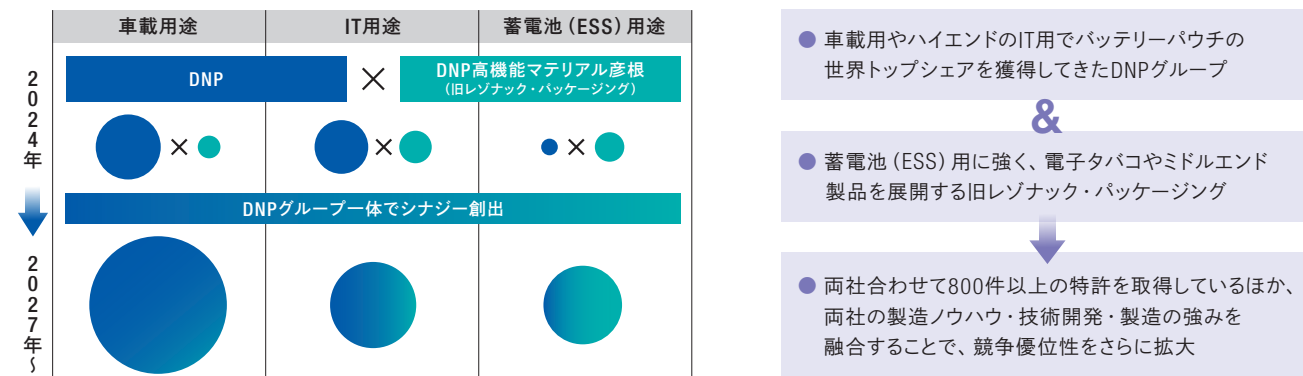 車載用途
IT用途
蓄電池（ESS）用途
2024年
DNP
×
DNP高機能マテリアル彦根
（旧レゾナック・パッケージング）
×
×
×
DNPグループ一体でシナジー創出
2027年〜
● 車載用やハイエンドのIT用でバッテリーパウチの
世界トップシェアを獲得してきたDNPグループ
&
● 蓄電池（ESS）用に強く、電子タバコやミドルエンド
製品を展開する旧レゾナック・パッケージング
● 両社合わせて800件以上の特許を取得しているほか、
両社の製造ノウハウ・技術開発・製造の強みを
融合することで、競争優位性をさらに拡大